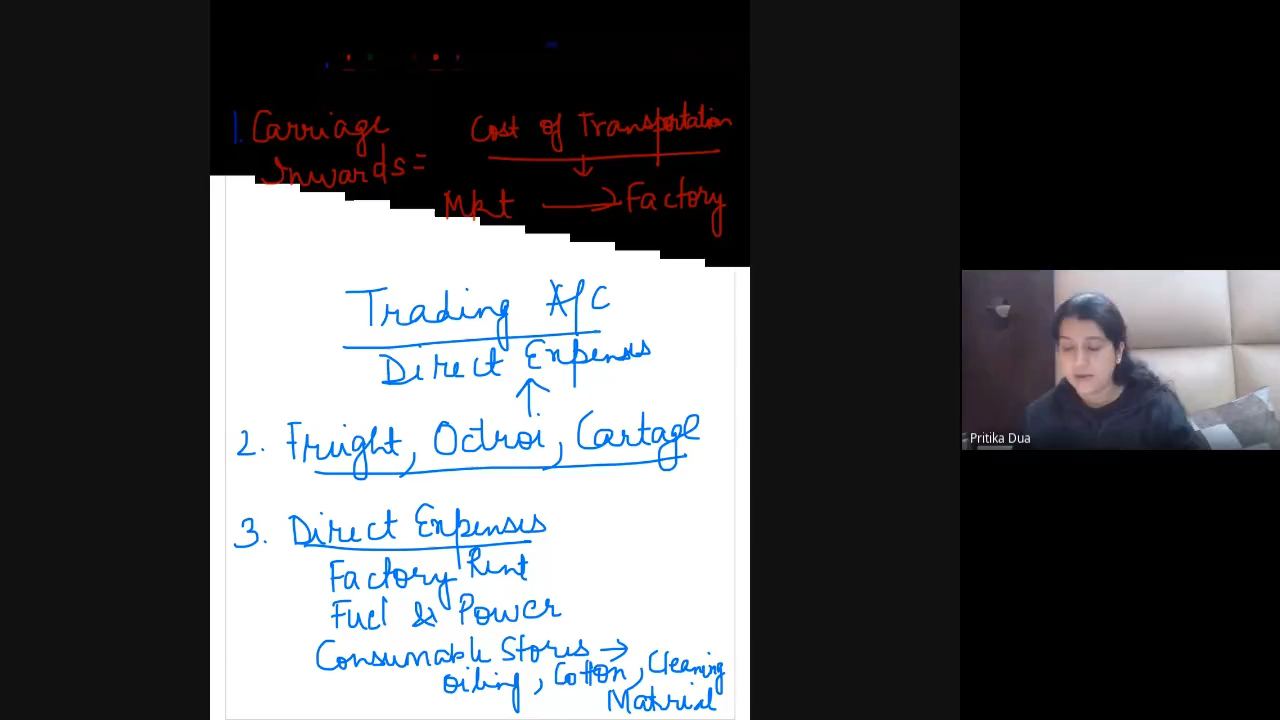 1. Carriage Inwards = Cost of Transportation
↓
Mkt → Factory
Trading A/C
Direct Expenses
↑
2. Frieght, Octroi, Cartage
3. Direct Expenses
Factory Rent
Fuel & Power
Consumable Stores →
oiling, Cotton, Cleaning
Material
Pritika Dua